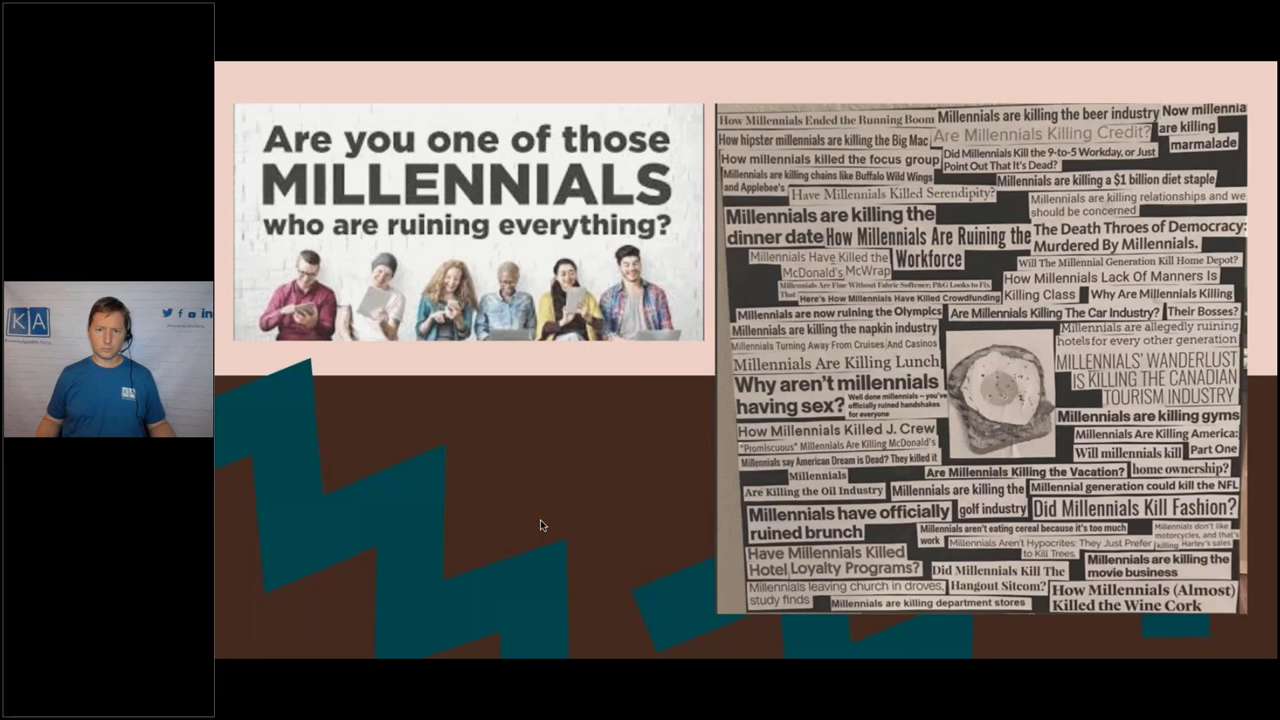 KA
Are you one of those
MILLENNIALS
who are ruining everything?
How Millennials Ended the Running Boom
Millennials are killing the beer industry
Now millennia
are killing
marmalade
How hipster millennials are killing the Big Mac
Are Millennials Killing Credit?
How millennials killed the focus group
Did Millennials Kill the 9-to-5 Workday, or Just
Point Out That It's Dead?
Millennials are killing chains like Buffalo Wild Wings
and Applebee's
Millennials are killing a $1 billion diet staple
Have Millennials Killed Serendipity?
Millennials are killing relationships and we
should be concerned
Millennials are killing the
dinner date
How Millennials Are Ruining the
Workforce
The Death Throes of Democracy:
Murdered By Millennials.
Millennials Have Killed the
McDonald's McWrap
Will The Millennial Generation Kill Home Depot?
Millennials Are Fine Without Fabric Softener; P&G Looks to Fix
That
How Millennials Lack Of Manners Is
Killing Class
Here's How Millennials Have Killed Crowdfunding
Why Are Millennials Killing
Their Bosses?
Millennials are now ruining the Olympics
Are Millennials Killing The Car Industry?
Millennials are killing the napkin industry
Millennials are allegedly ruining
hotels for every other generation
Millennials Turning Away From Cruises And Casinos
Millennials Are Killing Lunch
MILLENNIALS' WANDERLUST
IS KILLING THE CANADIAN
TOURISM INDUSTRY
Why aren't millennials
having sex?
Well done millennials – you've
officially ruined handshakes
for everyone
Millennials are killing gyms
How Millennials Killed J. Crew
Millennials Are Killing America:
Part One
"Promiscuous" Millennials Are Killing McDonald's
Will millennials kill
home ownership?
Millennials say American Dream is Dead? They killed it
Are Millennials Killing the Vacation?
Millennials
Are Killing the Oil Industry
Millennials are killing the
golf industry
Millennial generation could kill the NFL
Millennials have officially
ruined brunch
Did Millennials Kill Fashion?
Millennials aren't eating cereal because it's too much
work
Millennials don't like
motorcycles, and that's
killing Harley's sales
Millennials Aren't Hypocrites: They Just Prefer
to Kill Trees.
Have Millennials Killed
Hotel Loyalty Programs?
Millennials are killing the
movie business
Did Millennials Kill The
Hangout Sitcom?
Millennials leaving church in droves,
study finds
How Millennials (Almost)
Killed the Wine Cork
Millennials are killing department stores